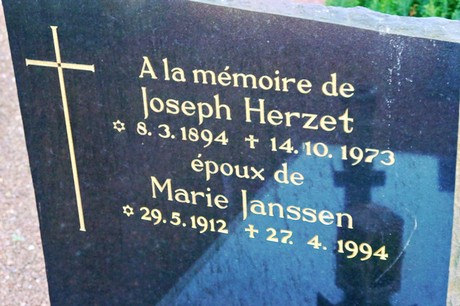 A la mémoire de
Joseph Herzet
✡ 8. 3. 1894 ✝ 14. 10. 1973
époux de
Marie Janssen
✡ 29. 5. 1912 ✝ 27. 4. 1994